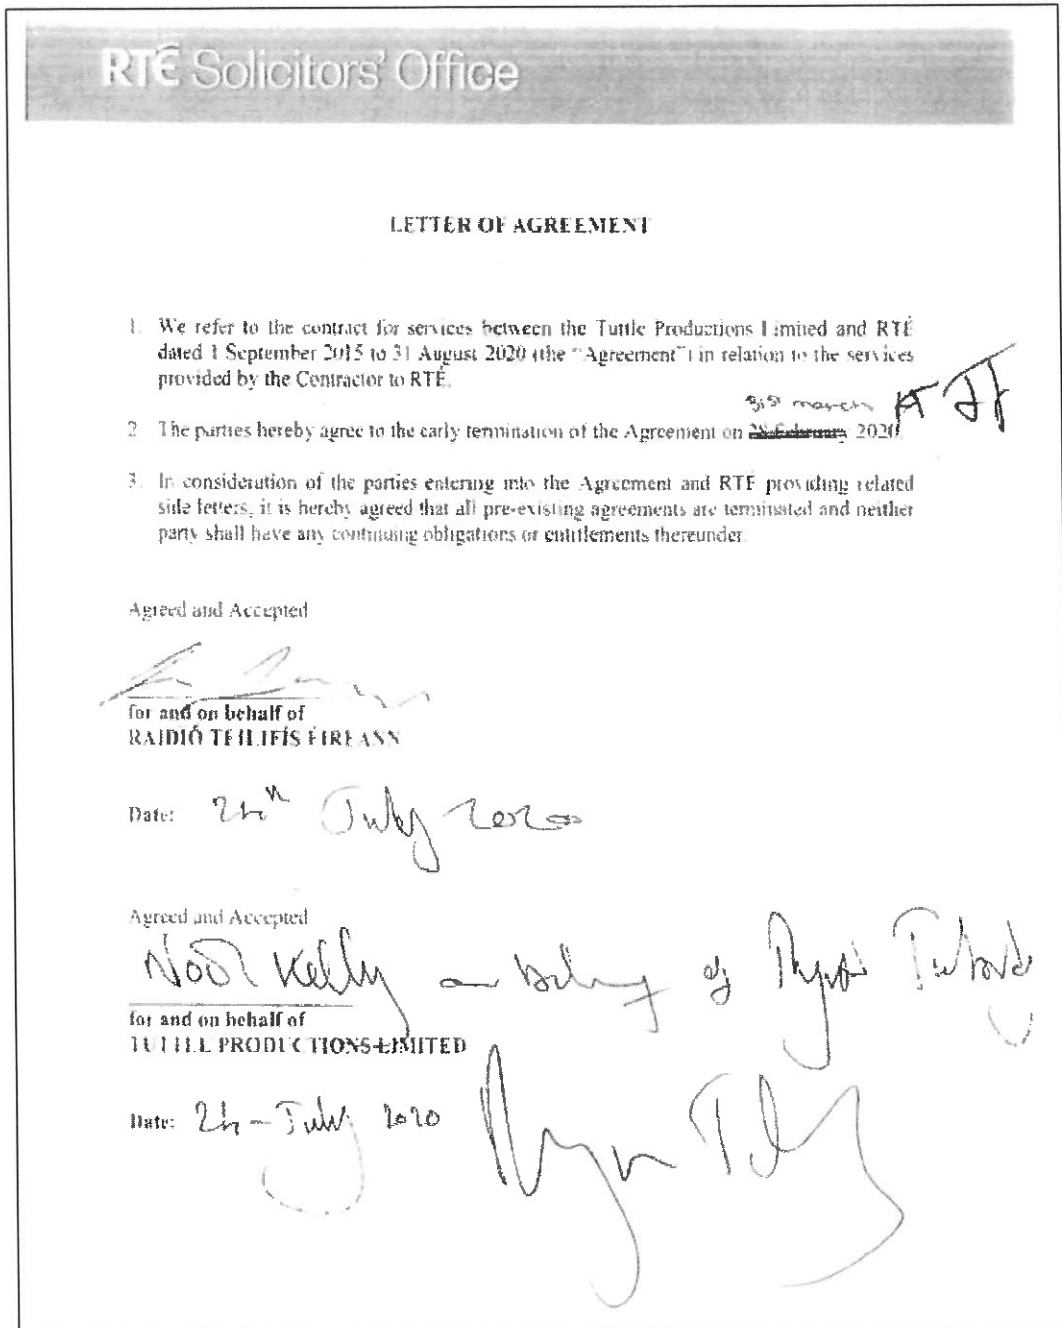 RTÉ Solicitors' Office
LETTER OF AGREEMENT
1. We refer to the contract for services between the Tuttle Productions Limited and RTÉ
dated 1 September 2015 to 31 August 2020 (the "Agreement") in relation to the services
provided by the Contractor to RTÉ.
31st march
2 The parties hereby agree to the early termination of the Agreement on 28 February 2020.
3. In consideration of the parties entering into the Agreement and RTÉ providing related
side letters, it is hereby agreed that all pre-existing agreements are terminated and neither
party shall have any continuing obligations or entitlements thereunder.
Agreed and Accepted
for and on behalf of
RAIDIÓ TEILIFÍS ÉIREANN
Date: 24th July 2020
Agreed and Accepted
Noel Kelly on of Ryan Tubridy
for and on behalf of
TUTTLE PRODUCTIONS LIMITED
Date: 24 - July 2020
Ryan